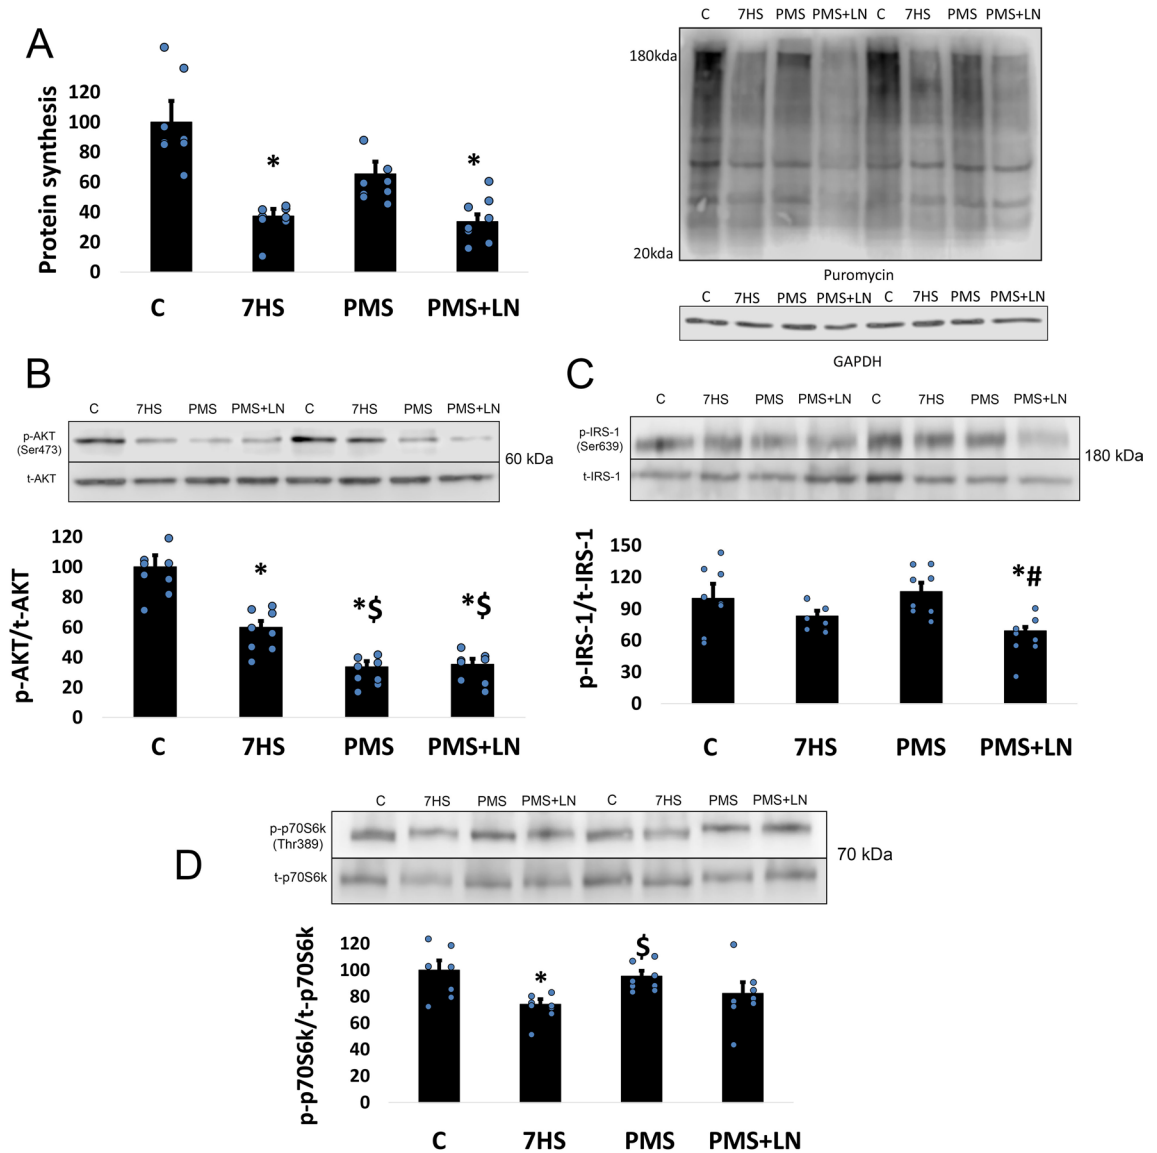 A
Protein synthesis
120
100
80
60
40
20
0
*
*
C 7HS PMS PMS+LN
C 7HS PMS PMS+LN C 7HS PMS PMS+LN
180kda
20kda
Puromycin
C 7HS PMS PMS+LN C 7HS PMS PMS+LN
GAPDH
B
C 7HS PMS PMS+LN C 7HS PMS PMS+LN
p-AKT
(Ser473)
t-AKT
60 kDa
p-AKT/t-AKT
120
100
80
60
40
20
0
*
*$
*$
C 7HS PMS PMS+LN
C
C 7HS PMS PMS+LN C 7HS PMS PMS+LN
p-IRS-1
(Ser639)
t-IRS-1
180 kDa
p-IRS-1/t-IRS-1
150
120
90
60
30
0
*#
C 7HS PMS PMS+LN
D
C 7HS PMS PMS+LN C 7HS PMS PMS+LN
p-p70S6k
(Thr389)
t-p70S6k
70 kDa
p-p70S6k/t-p70S6k
120
100
80
60
40
20
0
*
$
C 7HS PMS PMS+LN